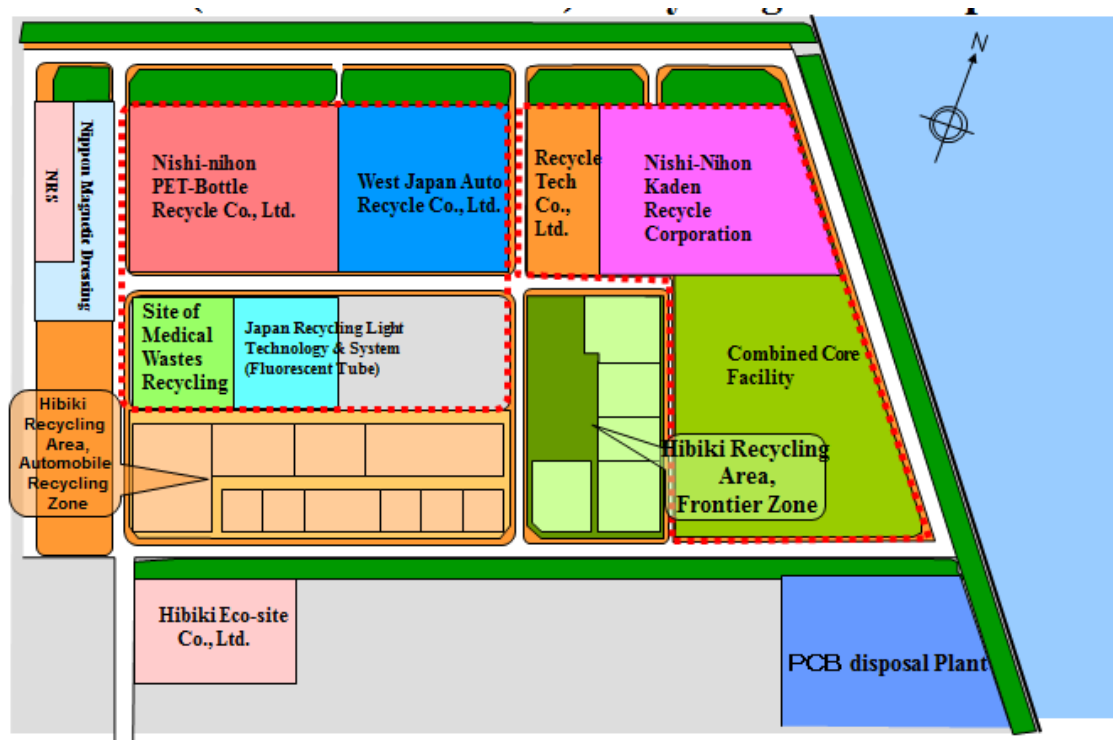 N
Nippon Magnetic Dressing
NRS
Nishi-nihon
PET-Bottle
Recycle Co., Ltd.
West Japan Auto
Recycle Co., Ltd.
Recycle
Tech
Co.,
Ltd.
Nishi-Nihon
Kaden
Recycle
Corporation
Site of
Medical
Wastes
Recycling
Japan Recycling Light
Technology & System
(Fluorescent Tube)
Combined Core
Facility
Hibiki
Recycling
Area,
Automobile
Recycling
Zone
Hibiki Recycling
Area,
Frontier Zone
Hibiki Eco-site
Co., Ltd.
PCB disposal Plant